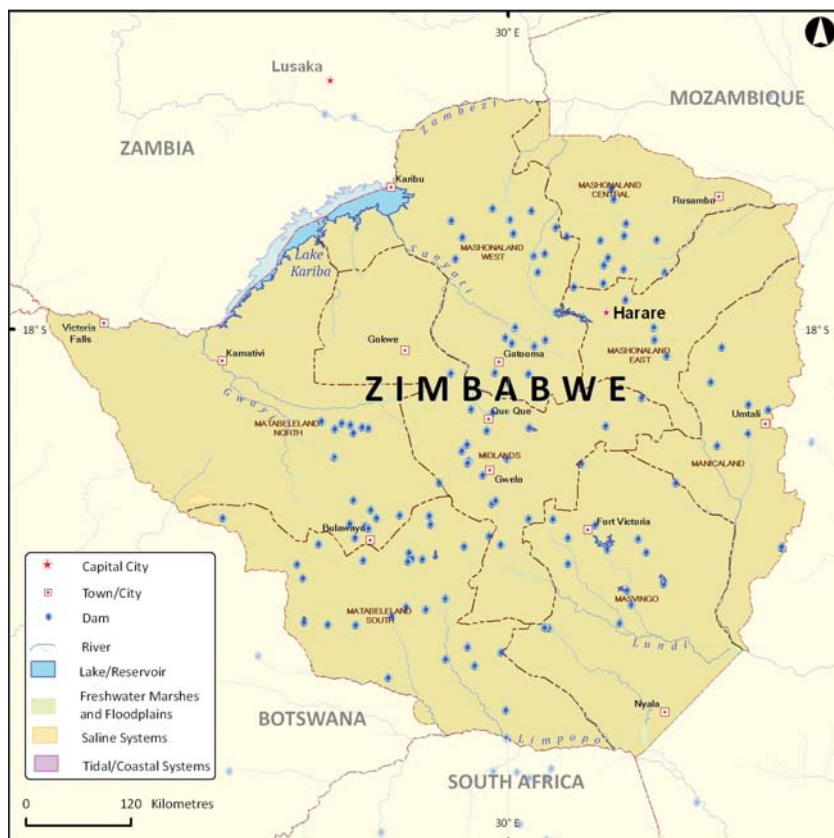 30° E
Lusaka
MOZAMBIQUE
Zambezi
ZAMBIA
Karibu
MASHONALAND
CENTRAL
Rusambo
Sanyati
MASHONALAND
WEST
Lake
Kariba
Harare
18° S
Victoria
Falls
18° S
Kamativi
Gokwe
Gatooma
MASHONALAND
EAST
ZIMBABWE
Gwayi
Que Que
Umtali
MATABELELAND
NORTH
MIDLANDS
MANICALAND
Gwelo
Bulawayo
Fort Victoria
MASVINGO
MATABELELAND
SOUTH
Lundi
Nyala
BOTSWANA
Limpopo
SOUTH AFRICA
30° E
Capital City
Town/City
Dam
River
Lake/Reservoir
Freshwater Marshes
and Floodplains
Saline Systems
Tidal/Coastal Systems
0 120 Kilometres